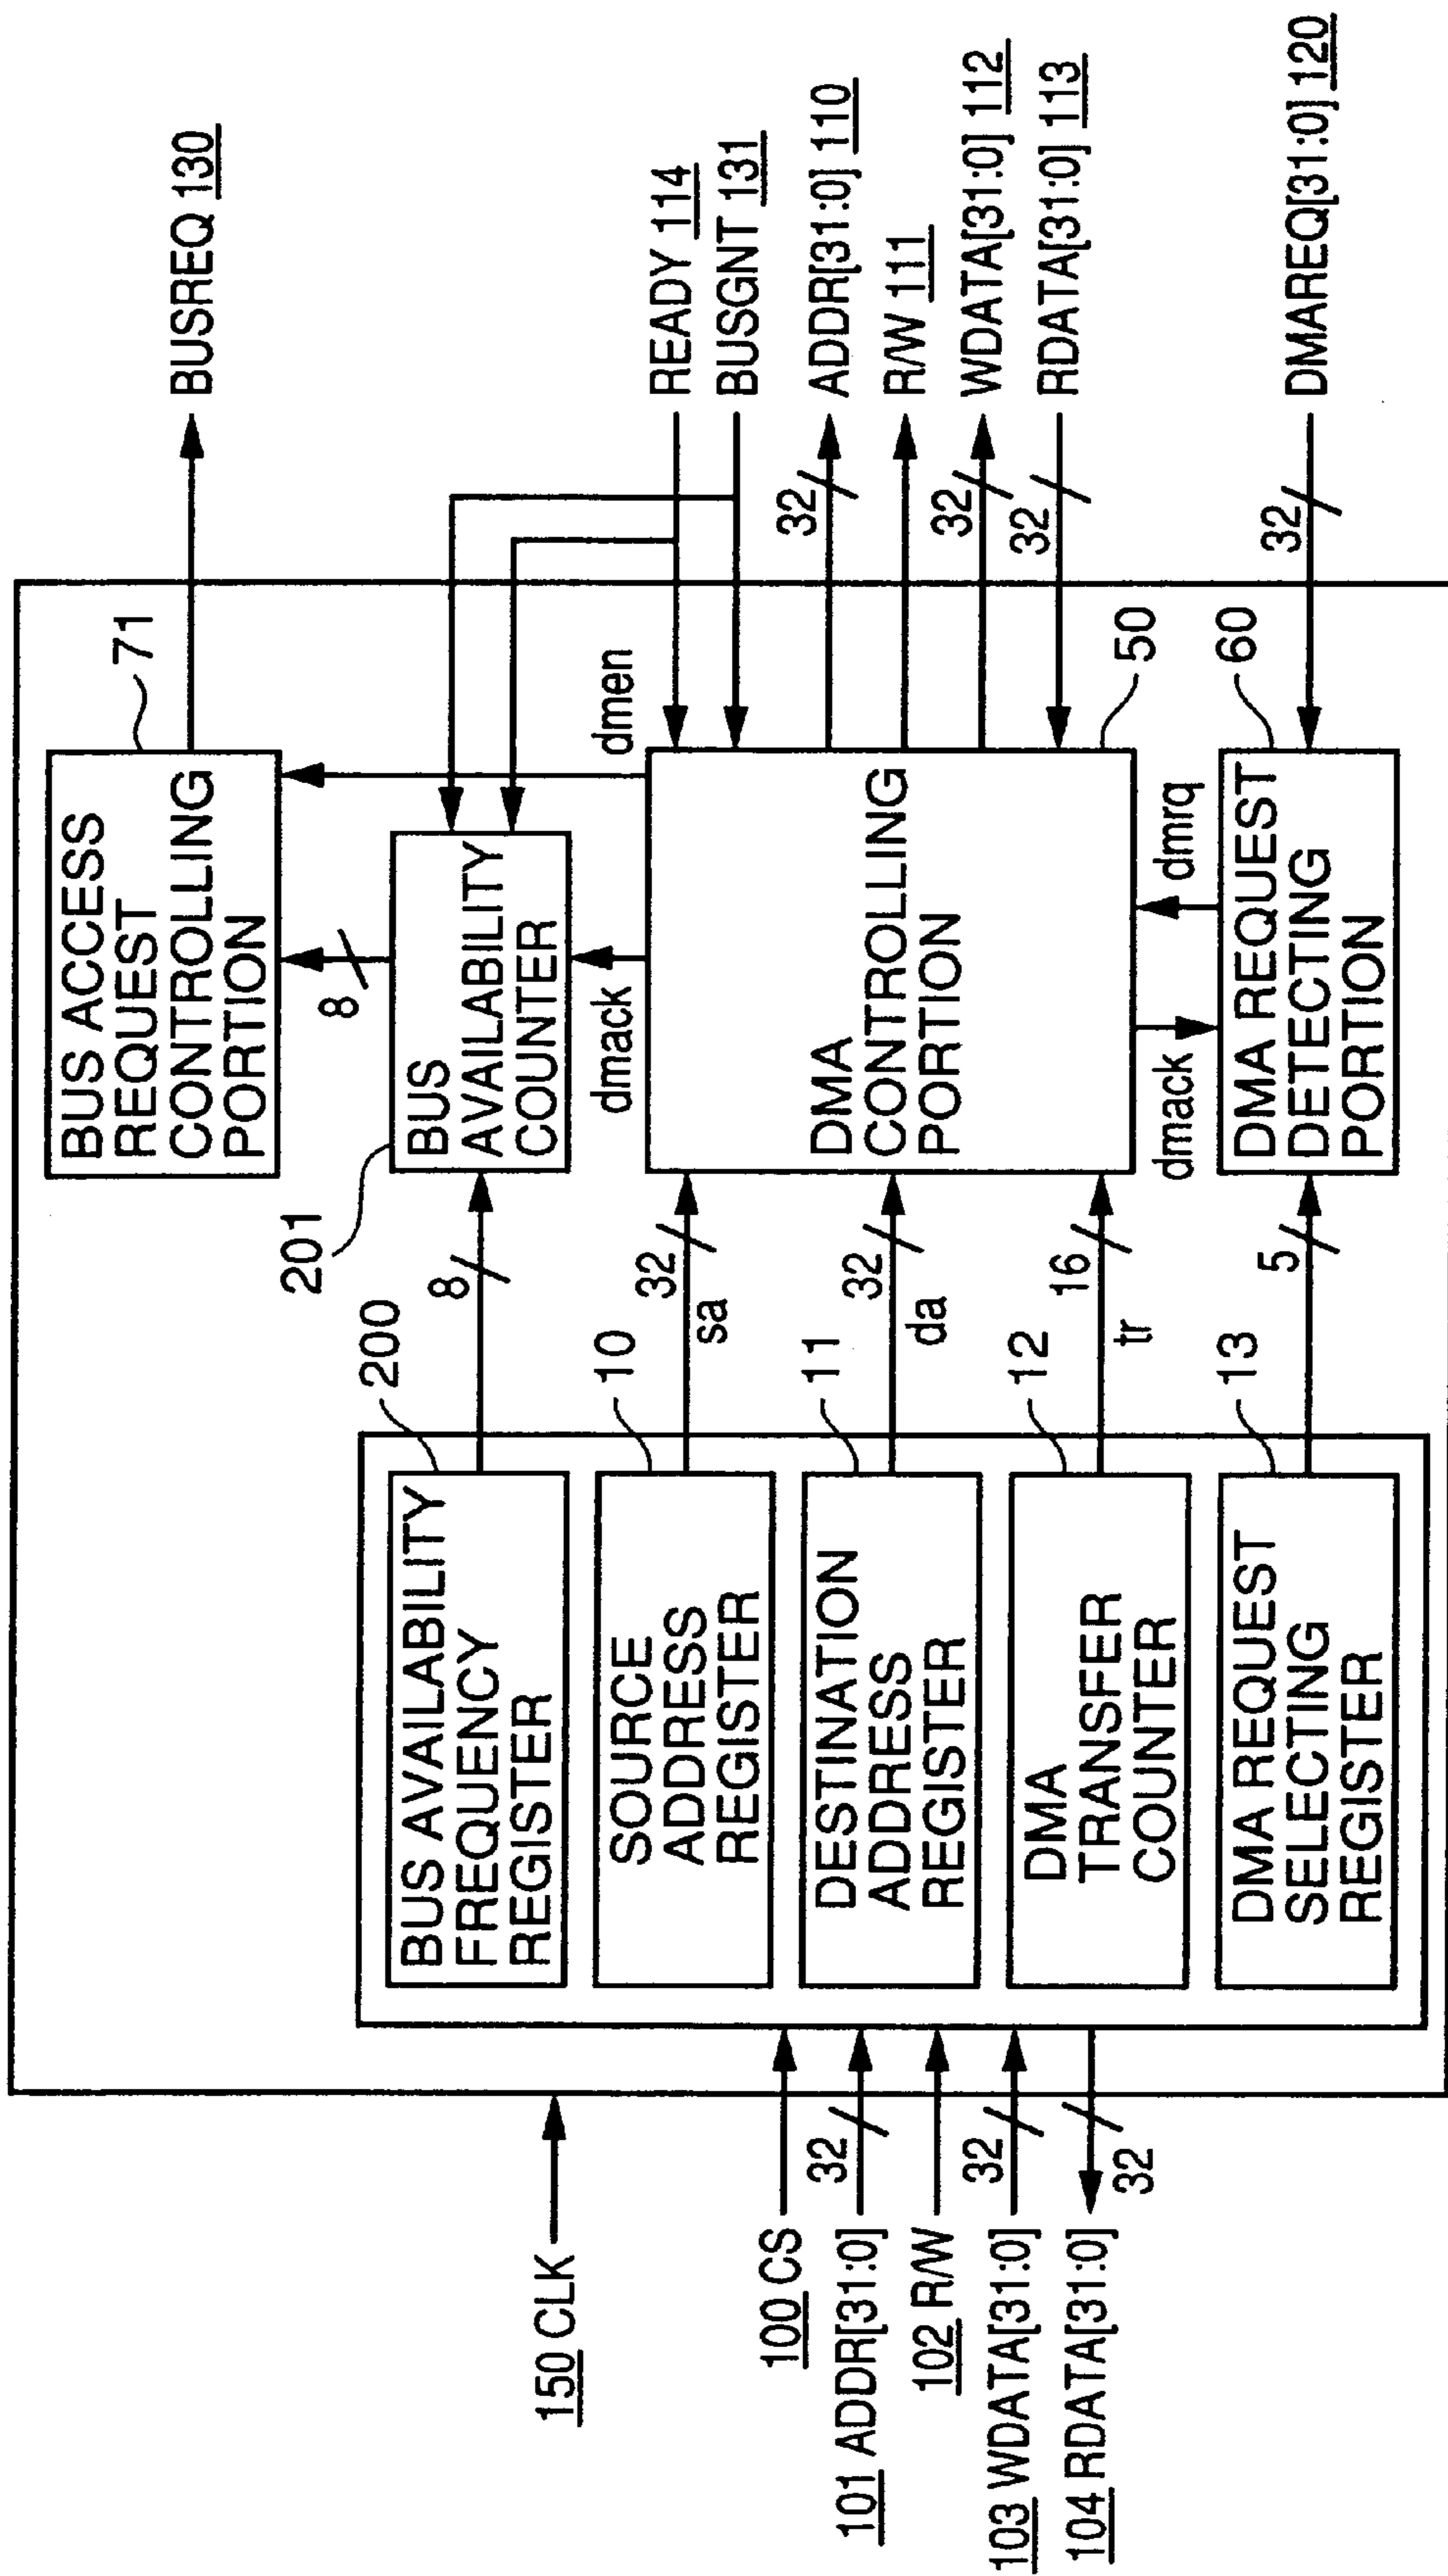 150 CLK
100 CS
101 ADDR[31:0]
32
102 R/W
103 WDATA[31:0]
32
104 RDATA[31:0]
32
BUS AVAILABILITY
FREQUENCY
REGISTER
200
SOURCE
ADDRESS
REGISTER
10
DESTINATION
ADDRESS
REGISTER
11
DMA
TRANSFER
COUNTER
12
DMA REQUEST
SELECTING
REGISTER
13
8
32
sa
32
da
16
tr
5
BUS ACCESS
REQUEST
CONTROLLING
PORTION
71
8
BUS
AVAILABILITY
COUNTER
201
dmack
dmen
DMA
CONTROLLING
PORTION
50
dmack
dmrq
DMA REQUEST
DETECTING
PORTION
60
BUSREQ 130
READY 114
BUSGNT 131
32
ADDR[31:0] 110
R/W 111
32
WDATA[31:0] 112
32
RDATA[31:0] 113
32
DMAREQ[31:0] 120